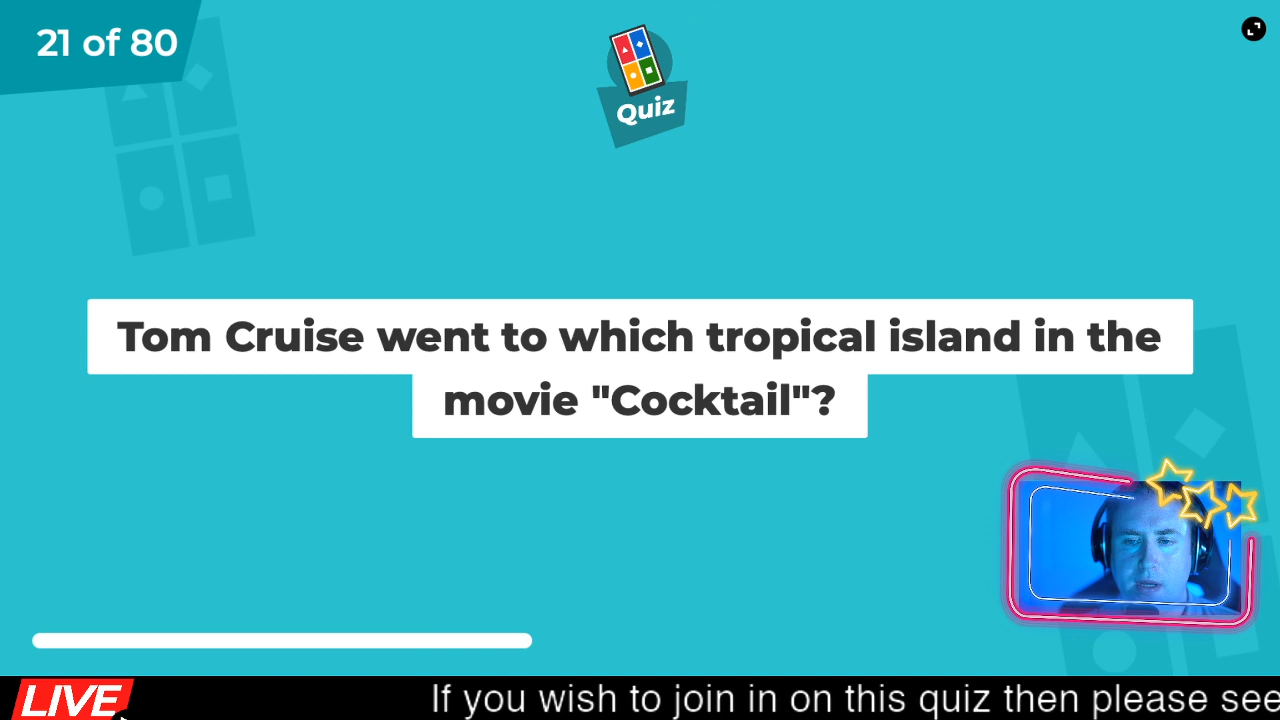 21 of 80
Quiz
Tom Cruise went to which tropical island in the
movie "Cocktail"?
LIVE
If you wish to join in on this quiz then please see